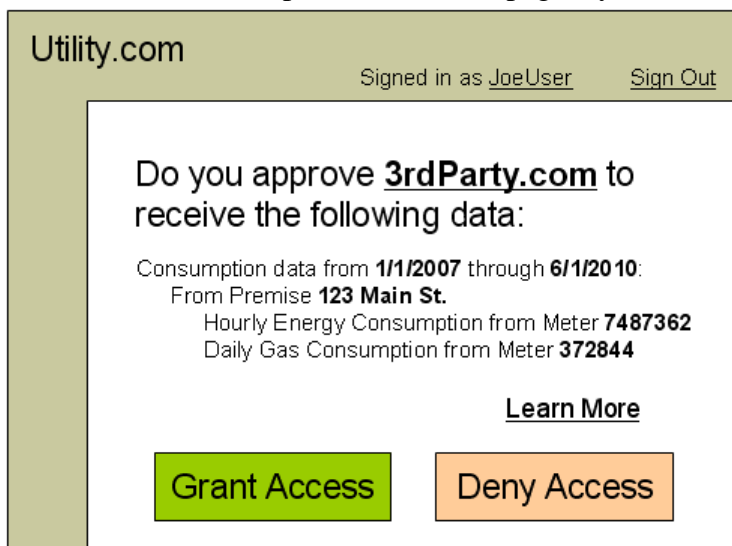 Utility.com
Signed in as JoeUser Sign Out
Do you approve 3rdParty.com to
receive the following data:
Consumption data from 1/1/2007 through 6/1/2010:
From Premise 123 Main St.
Hourly Energy Consumption from Meter 7487362
Daily Gas Consumption from Meter 372844
Learn More
Grant Access Deny Access